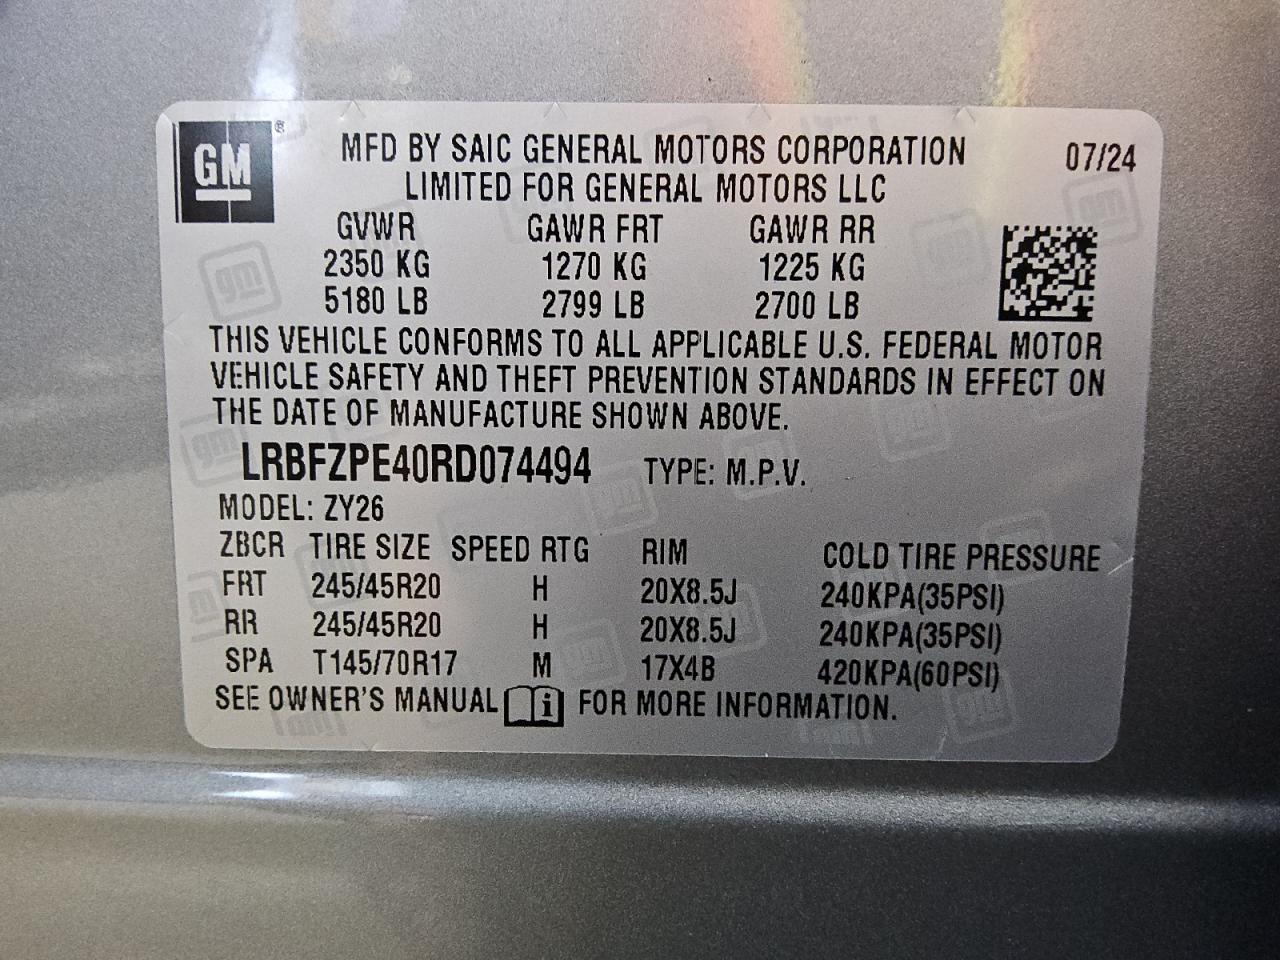 GM ®
MFD BY SAIC GENERAL MOTORS CORPORATION
LIMITED FOR GENERAL MOTORS LLC
07/24
GVWR GAWR FRT GAWR RR
2350 KG 1270 KG 1225 KG
5180 LB 2799 LB 2700 LB
THIS VEHICLE CONFORMS TO ALL APPLICABLE U.S. FEDERAL MOTOR
VEHICLE SAFETY AND THEFT PREVENTION STANDARDS IN EFFECT ON
THE DATE OF MANUFACTURE SHOWN ABOVE.
LRBFZPE40RD074494 TYPE: M.P.V.
MODEL: ZY26
ZBCR TIRE SIZE SPEED RTG RIM COLD TIRE PRESSURE
FRT 245/45R20 H 20X8.5J 240KPA(35PSI)
RR 245/45R20 H 20X8.5J 240KPA(35PSI)
SPA T145/70R17 M 17X4B 420KPA(60PSI)
SEE OWNER'S MANUAL i FOR MORE INFORMATION.